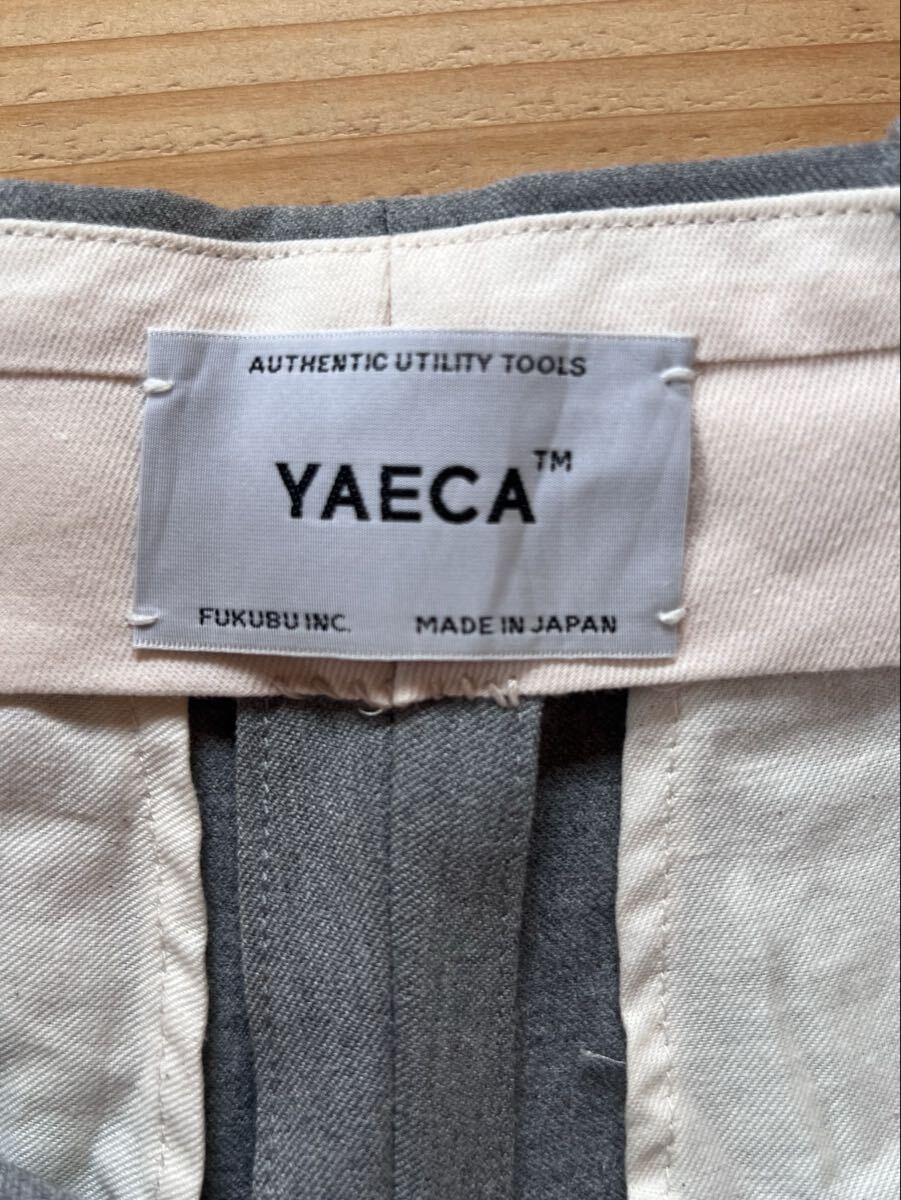 AUTHENTIC UTILITY TOOLS
YAECA™
FUKUBU INC. MADE IN JAPAN